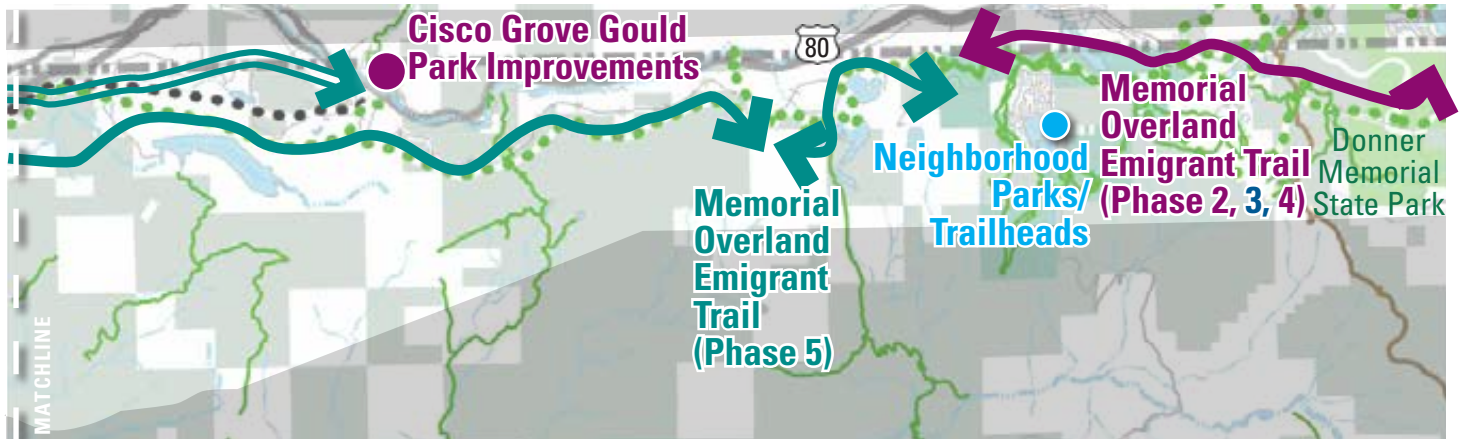 Cisco Grove Gould
Park Improvements
80
Memorial
Overland
Emigrant Trail
(Phase 2, 3, 4)
Donner
Memorial
State Park
Neighborhood
Parks/
Trailheads
Memorial
Overland
Emigrant
Trail
(Phase 5)
MATCHLINE